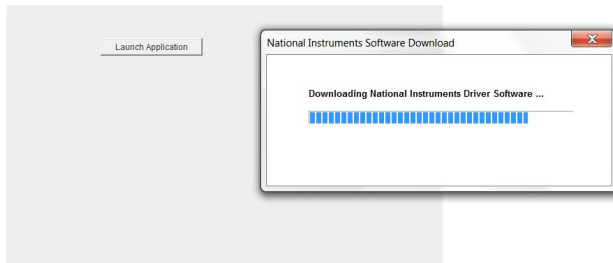 Launch Application
National Instruments Software Download
X
Downloading National Instruments Driver Software ...